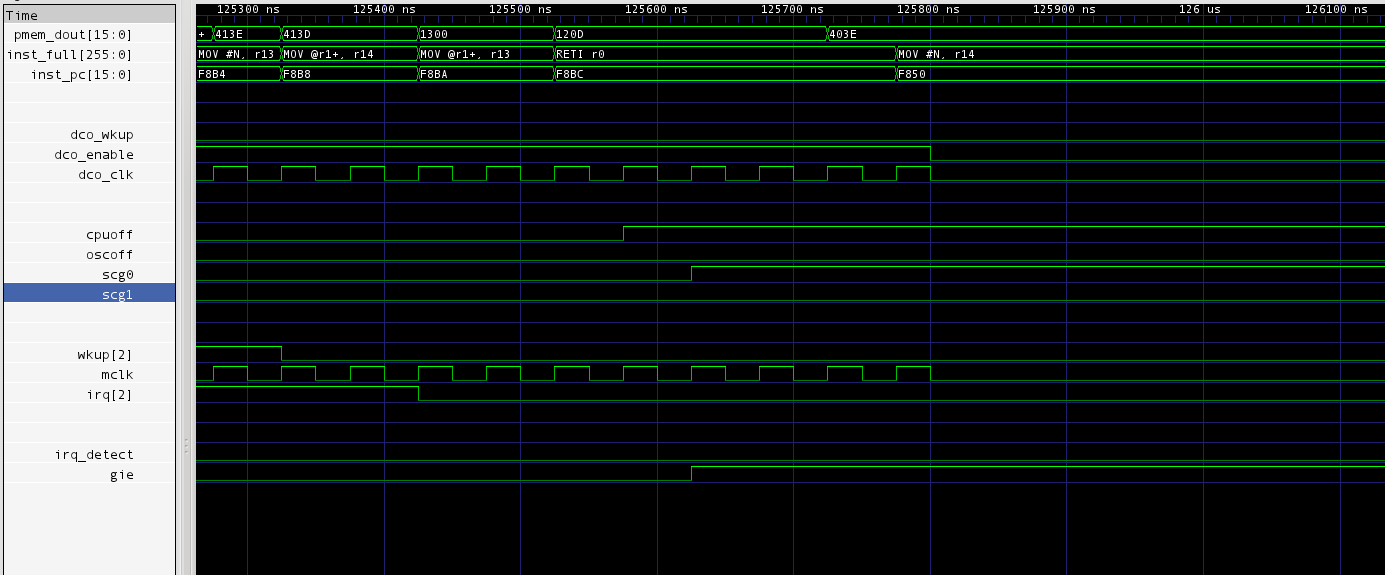 Time
125300 ns 125400 ns 125500 ns 125600 ns 125700 ns 125800 ns 125900 ns 126 us 126100 ns
pmem_dout[15:0] + 413E 413D 1300 120D 403E
inst_full[255:0] MOV #N, r13 MOV @r1+, r14 MOV @r1+, r13 RETI r0 MOV #N, r14
inst_pc[15:0] F8B4 F8B8 F8BA F8BC F850
dco_wkup
dco_enable
dco_clk
cpuoff
oscoff
scg0
scg1
wkup[2]
mclk
irq[2]
irq_detect
gie